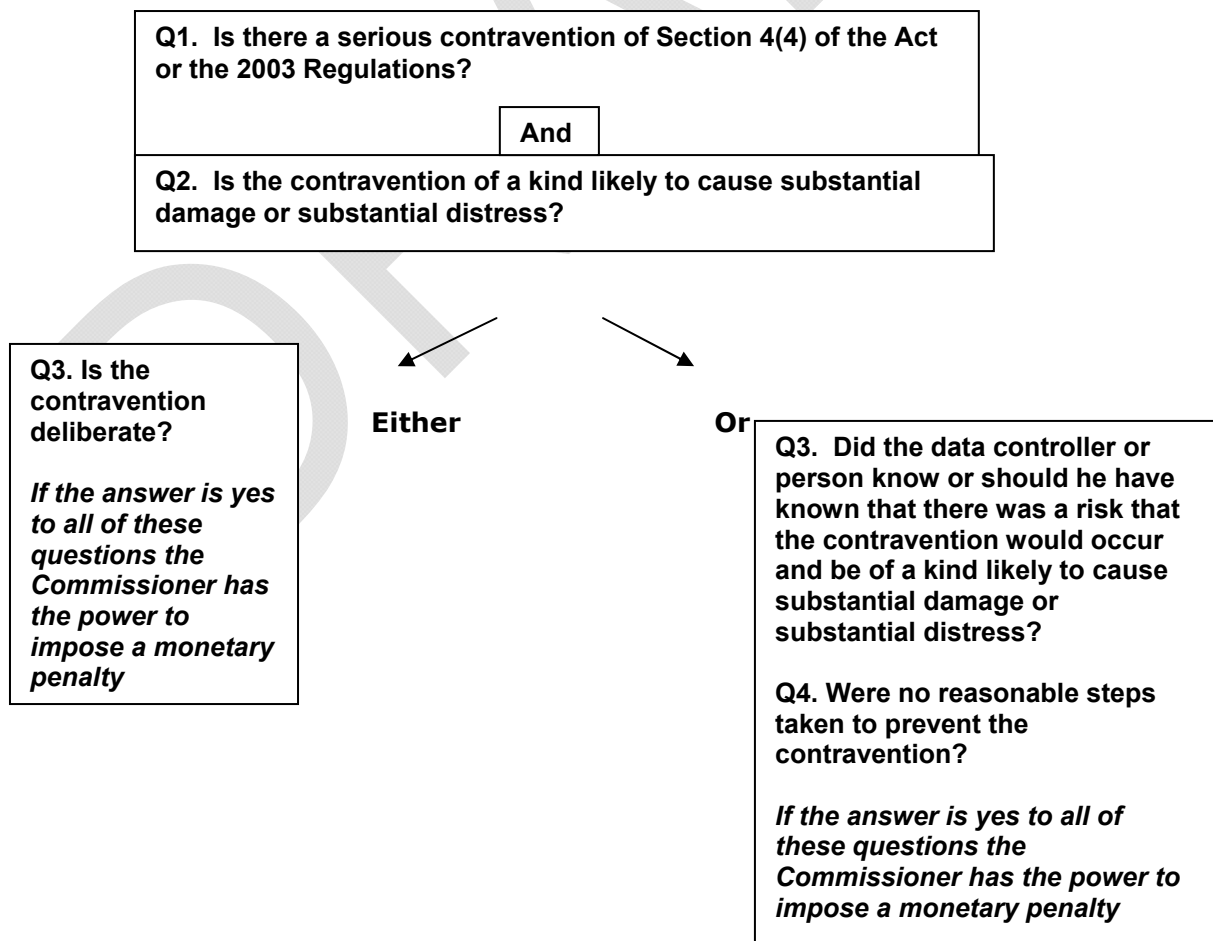 Q1. Is there a serious contravention of Section 4(4) of the Act
or the 2003 Regulations?
And
Q2. Is the contravention of a kind likely to cause substantial
damage or substantial distress?
Either
Or
Q3. Is the
contravention
deliberate?
If the answer is yes
to all of these
questions the
Commissioner has
the power to
impose a monetary
penalty
Q3. Did the data controller or
person know or should he have
known that there was a risk that
the contravention would occur
and be of a kind likely to cause
substantial damage or
substantial distress?
Q4. Were no reasonable steps
taken to prevent the
contravention?
If the answer is yes to all of
these questions the
Commissioner has the power to
impose a monetary penalty